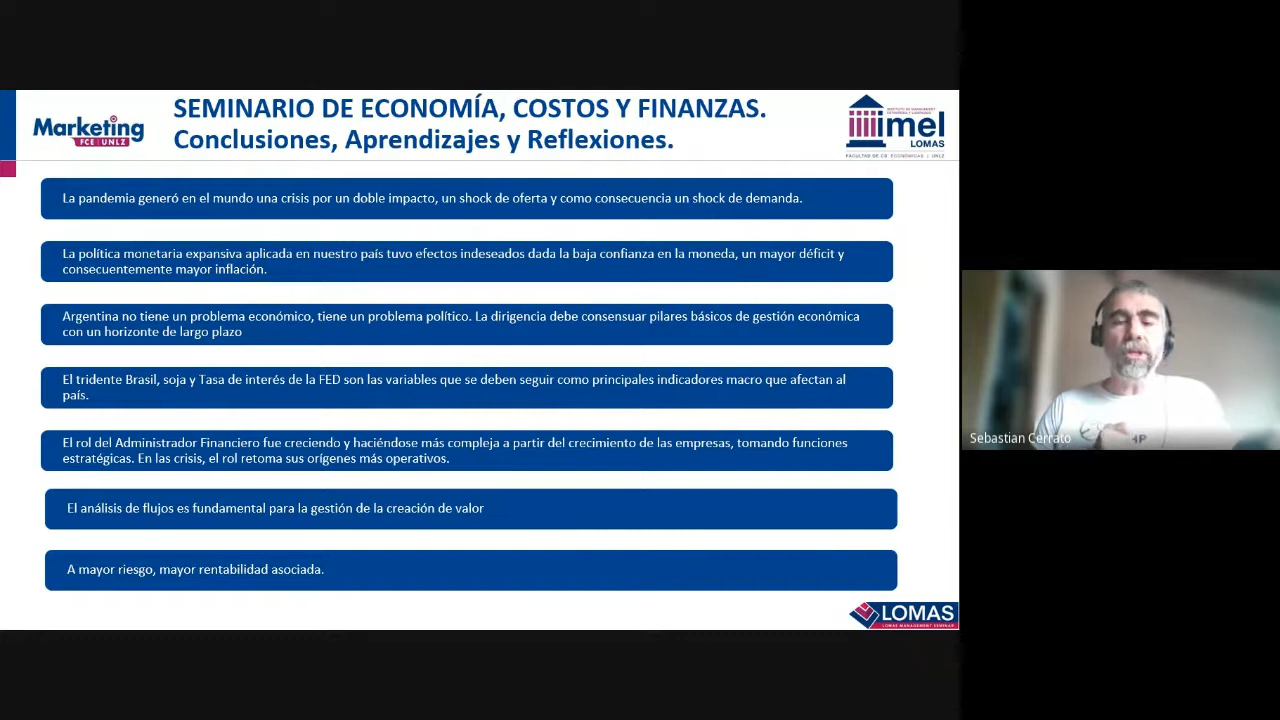 Marketing
FCE | UNLZ
SEMINARIO DE ECONOMÍA, COSTOS Y FINANZAS.
Conclusiones, Aprendizajes y Reflexiones.
imel
LOMAS
FACULTAD DE CS. ECONÓMICAS | UNLZ
La pandemia generó en el mundo una crisis por un doble impacto, un shock de oferta y como consecuencia un shock de demanda.
La política monetaria expansiva aplicada en nuestro país tuvo efectos indeseados dada la baja confianza en la moneda, un mayor déficit y
consecuentemente mayor inflación.
Argentina no tiene un problema económico, tiene un problema político. La dirigencia debe consensuar pilares básicos de gestión económica
con un horizonte de largo plazo
El tridente Brasil, soja y Tasa de interés de la FED son las variables que se deben seguir como principales indicadores macro que afectan al
país.
El rol del Administrador Financiero fue creciendo y haciéndose más compleja a partir del crecimiento de las empresas, tomando funciones
estratégicas. En las crisis, el rol retoma sus orígenes más operativos.
El análisis de flujos es fundamental para la gestión de la creación de valor
A mayor riesgo, mayor rentabilidad asociada.
LOMAS
LOMAS MANAGEMENT SEMINAR
Sebastian Cerrato